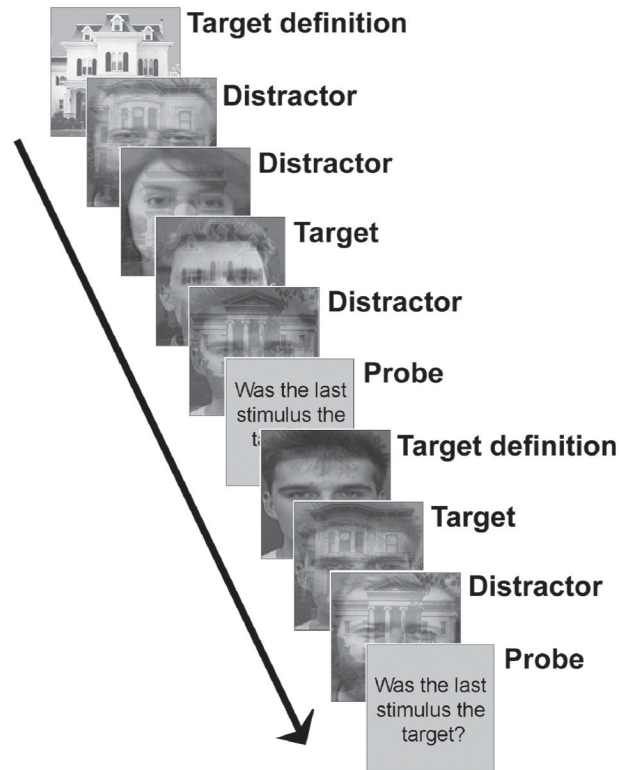 Target definition
Distractor
Distractor
Target
Distractor
Probe
Was the last
stimulus the
Target definition
Target
Distractor
Probe
Was the last
stimulus the
target?